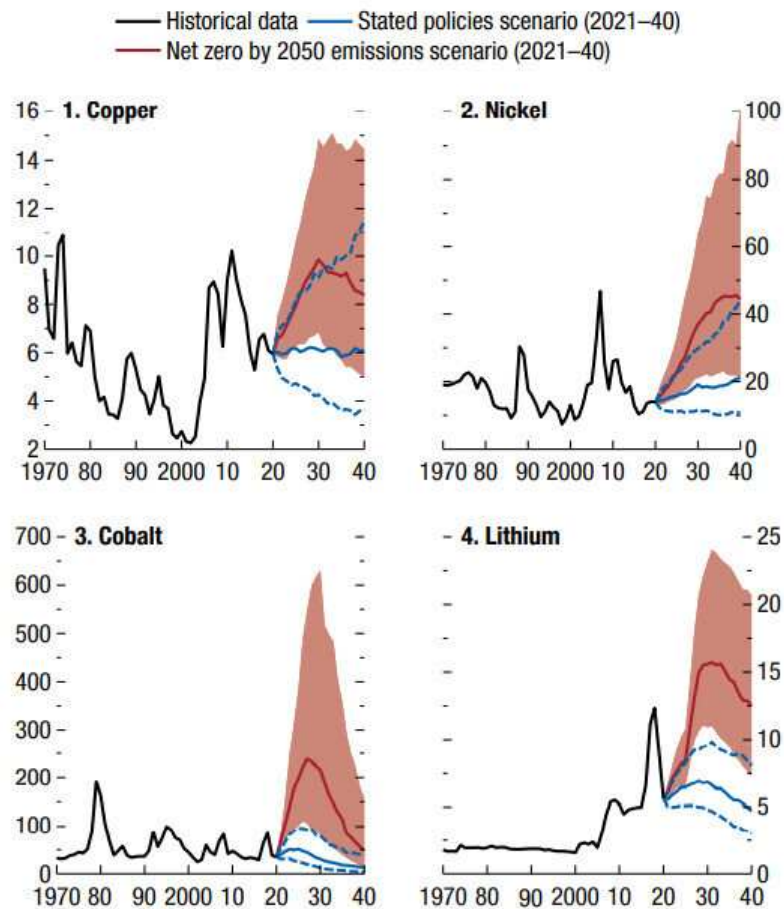 Historical data Stated policies scenario (2021–40)
Net zero by 2050 emissions scenario (2021–40)
1. Copper
16
14
12
10
8
6
4
2
1970 80 90 2000 10 20 30 40
2. Nickel
100
80
60
40
20
0
1970 80 90 2000 10 20 30 40
3. Cobalt
700
600
500
400
300
200
100
0
1970 80 90 2000 10 20 30 40
4. Lithium
25
20
15
10
5
0
1970 80 90 2000 10 20 30 40